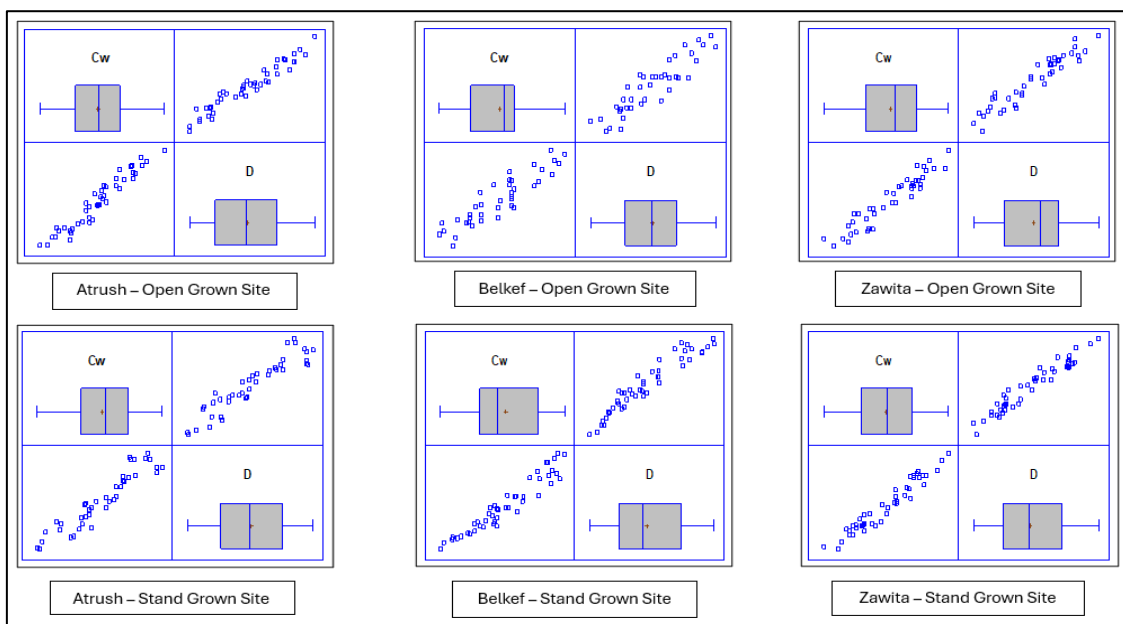 Cw
D
Cw
D
Cw
D
Atrush – Open Grown Site
Belkef – Open Grown Site
Zawita – Open Grown Site
Cw
D
Cw
D
Cw
D
Atrush – Stand Grown Site
Belkef – Stand Grown Site
Zawita – Stand Grown Site